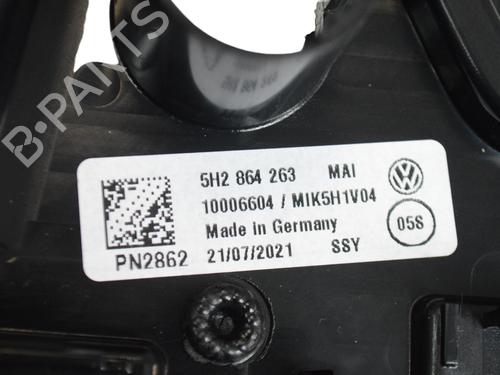 B-PARTS
5H2 864 263 MAI
10006604 / MIK5H1V04
Made in Germany
05S
PN2862 21/07/2021 SSY